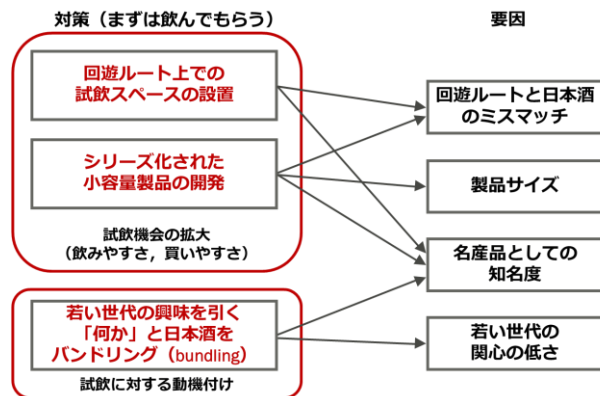 対策（まずは飲んでもらう）
要因
回遊ルート上での
試飲スペースの設置
シリーズ化された
小容量製品の開発
試飲機会の拡大
（飲みやすさ，買いやすさ）
若い世代の興味を引く
「何か」と日本酒を
バンドリング（bundling）
試飲に対する動機付け
回遊ルートと日本酒
のミスマッチ
製品サイズ
名産品としての
知名度
若い世代の
関心の低さ